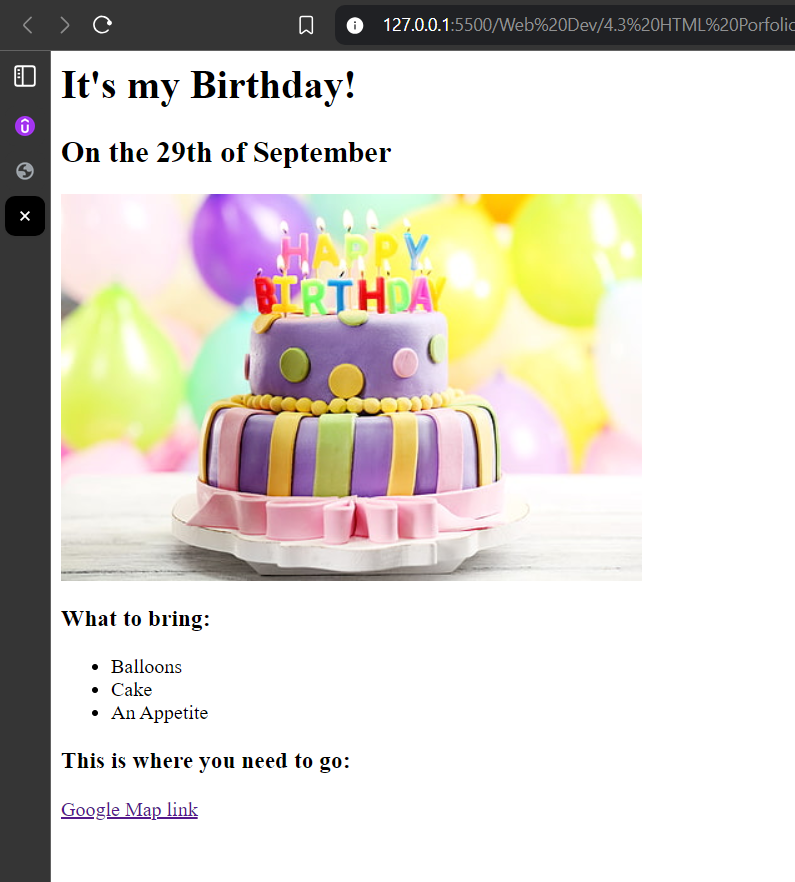 127.0.0.1:5500/Web%20Dev/4.3%20HTML%20Porfolio
It's my Birthday!
On the 29th of September
HAPPY
BIRTHDAY
What to bring:
Balloons
Cake
An Appetite
This is where you need to go:
Google Map link